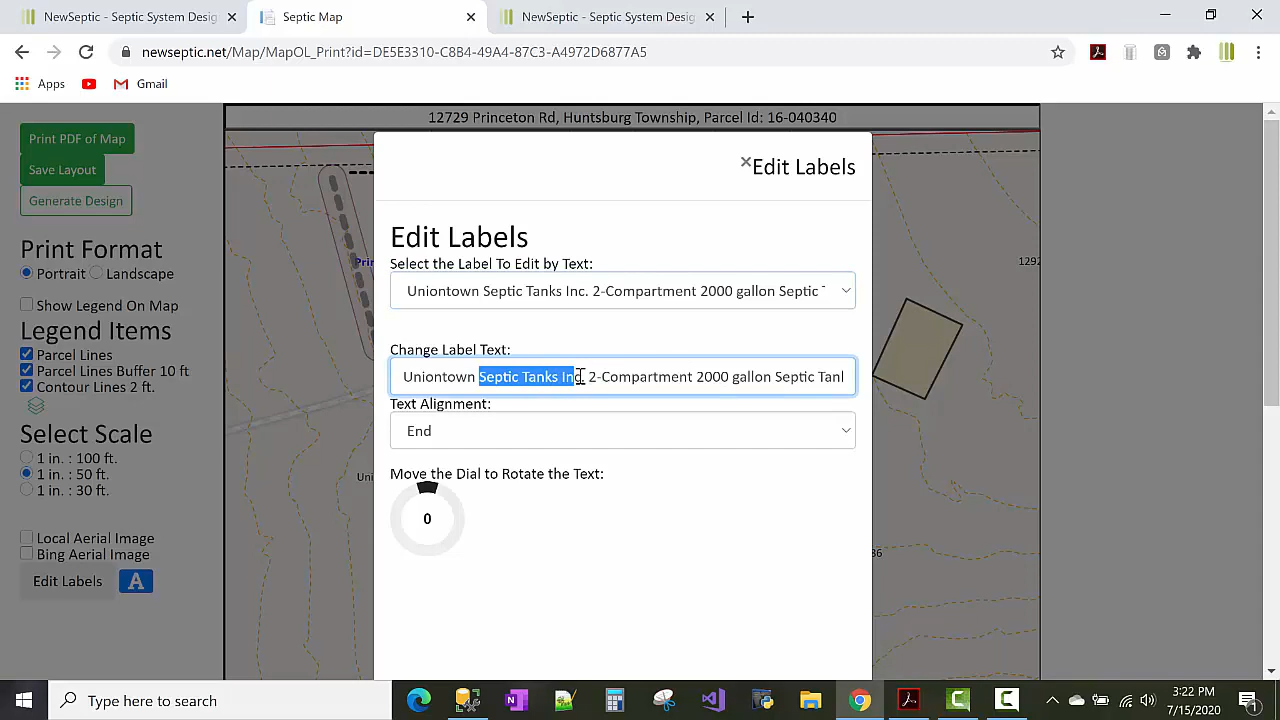 NewSeptic - Septic System Desig
Septic Map
NewSeptic - Septic System Desig
newseptic.net/Map/MapOL_Print?id=DE5E3310-C8B4-49A4-87C3-A4972D6877A5
Apps
Gmail
12729 Princeton Rd, Huntsburg Township, Parcel Id: 16-040340
Print PDF of Map
Save Layout
Generate Design
Print Format
Portrait
Landscape
Show Legend On Map
Legend Items
Parcel Lines
Parcel Lines Buffer 10 ft
Contour Lines 2 ft.
Select Scale
1 in. : 100 ft.
1 in. : 50 ft.
1 in. : 30 ft.
Local Aerial Image
Bing Aerial Image
Edit Labels
A
Prin
Uni
1292
36
×Edit Labels
Edit Labels
Select the Label To Edit by Text:
Uniontown Septic Tanks Inc. 2-Compartment 2000 gallon Septic T
Change Label Text:
Uniontown Septic Tanks Inc. 2-Compartment 2000 gallon Septic Tanl
Text Alignment:
End
Move the Dial to Rotate the Text:
0
Type here to search
3:22 PM
7/15/2020
1